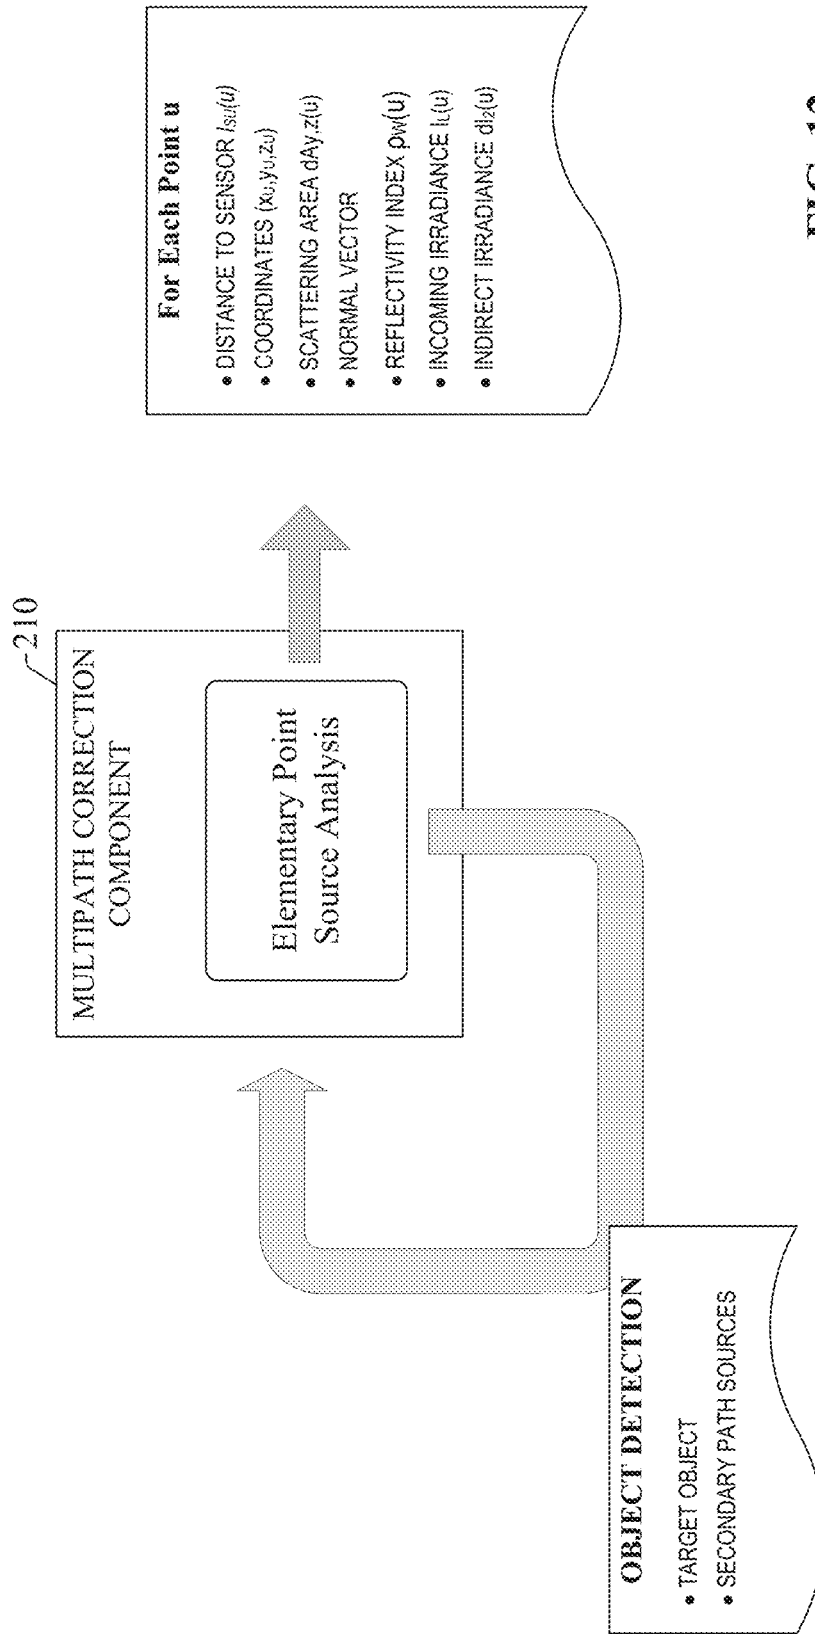 210
MULTIPATH CORRECTION
COMPONENT
Elementary Point
Source Analysis
OBJECT DETECTION
• TARGET OBJECT
• SECONDARY PATH SOURCES
For Each Point u
• DISTANCE TO SENSOR lSU(u)
• COORDINATES (xU,yU,zU)
• SCATTERING AREA dAy,z(u)
• NORMAL VECTOR
• REFLECTIVITY INDEX ρW(u)
• INCOMING IRRADIANCE IL(u)
• INDIRECT IRRADIANCE dI2(u)